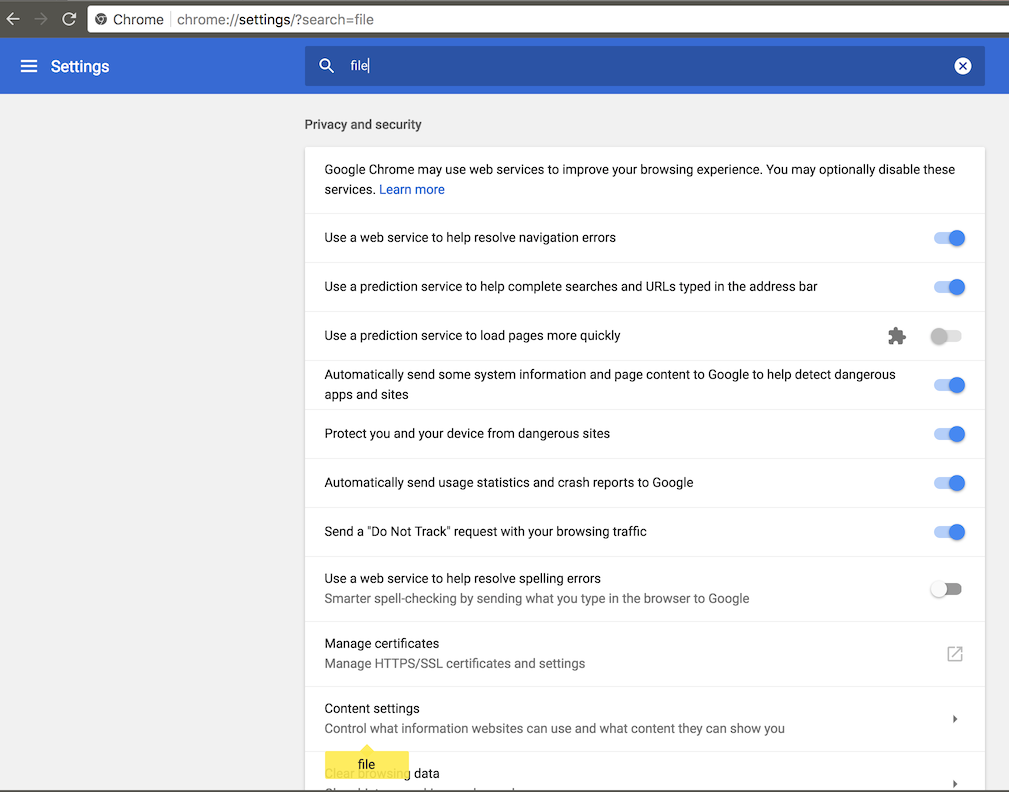 Chrome chrome://settings/?search=file
Settings
file
Privacy and security
Google Chrome may use web services to improve your browsing experience. You may optionally disable these
services. Learn more
Use a web service to help resolve navigation errors
Use a prediction service to help complete searches and URLs typed in the address bar
Use a prediction service to load pages more quickly
Automatically send some system information and page content to Google to help detect dangerous
apps and sites
Protect you and your device from dangerous sites
Automatically send usage statistics and crash reports to Google
Send a "Do Not Track" request with your browsing traffic
Use a web service to help resolve spelling errors
Smarter spell-checking by sending what you type in the browser to Google
Manage certificates
Manage HTTPS/SSL certificates and settings
Content settings
Control what information websites can use and what content they can show you
file
Clear browsing data